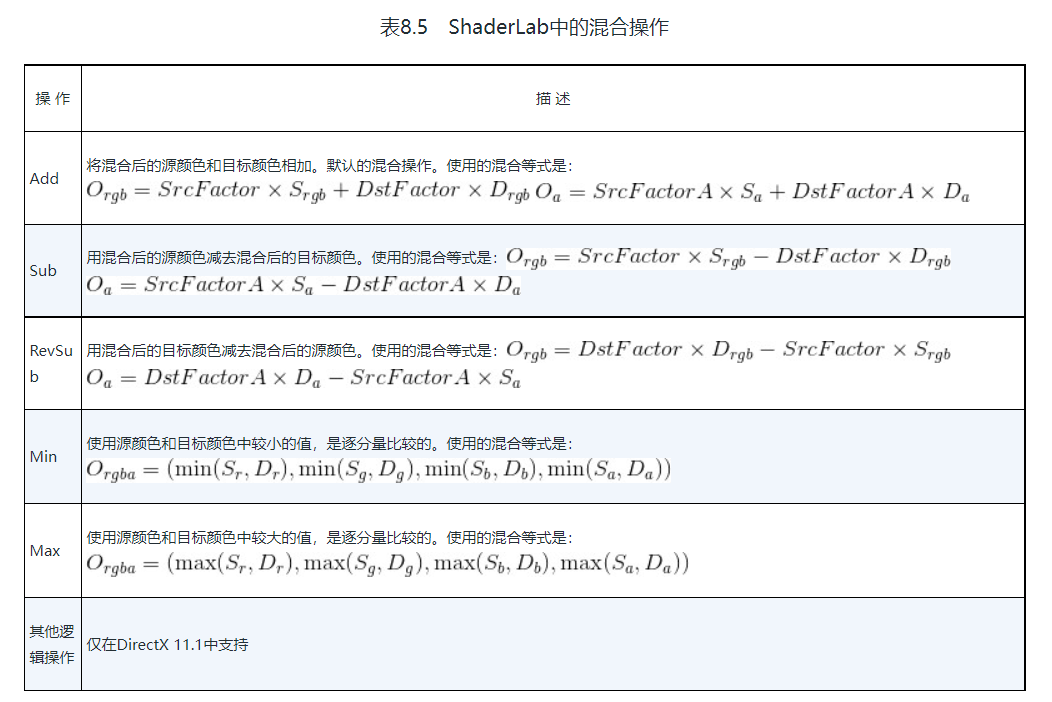 表8.5 ShaderLab中的混合操作
操 作 描 述
Add 将混合后的源颜色和目标颜色相加。默认的混合操作。使用的混合等式是：
O_{rgb} = SrcFactor × S_{rgb} + DstFactor × D_{rgb} O_a = SrcFactorA × S_a + DstFactorA × D_a
Sub 用混合后的源颜色减去混合后的目标颜色。使用的混合等式是：O_{rgb} = SrcFactor × S_{rgb} − DstFactor × D_{rgb}
O_a = SrcFactorA × S_a − DstFactorA × D_a
RevSu 用混合后的目标颜色减去混合后的源颜色。使用的混合等式是：O_{rgb} = DstFactor × D_{rgb} − SrcFactor × S_{rgb}
b O_a = DstFactorA × D_a − SrcFactorA × S_a
Min 使用源颜色和目标颜色中较小的值，是逐分量比较的。使用的混合等式是：
O_{rgba} = (min(S_r, D_r), min(S_g, D_g), min(S_b, D_b), min(S_a, D_a))
Max 使用源颜色和目标颜色中较大的值，是逐分量比较的。使用的混合等式是：
O_{rgba} = (max(S_r, D_r), max(S_g, D_g), max(S_b, D_b), max(S_a, D_a))
其他逻
辑操作 仅在DirectX 11.1中支持